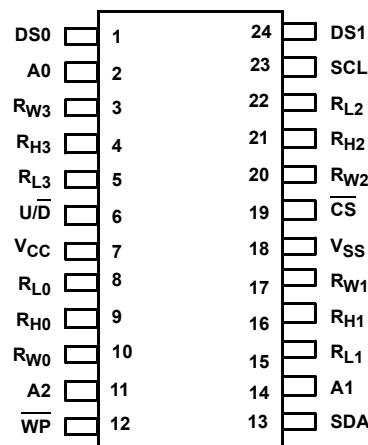 DS0 1 24 DS1
A0 2 23 SCL
RW3 3 22 RL2
RH3 4 21 RH2
RL3 5 20 RW2
U/D̅ 6 19 C̅S̅
VCC 7 18 VSS
RL0 8 17 RW1
RH0 9 16 RH1
RW0 10 15 RL1
A2 11 14 A1
W̅P̅ 12 13 SDA